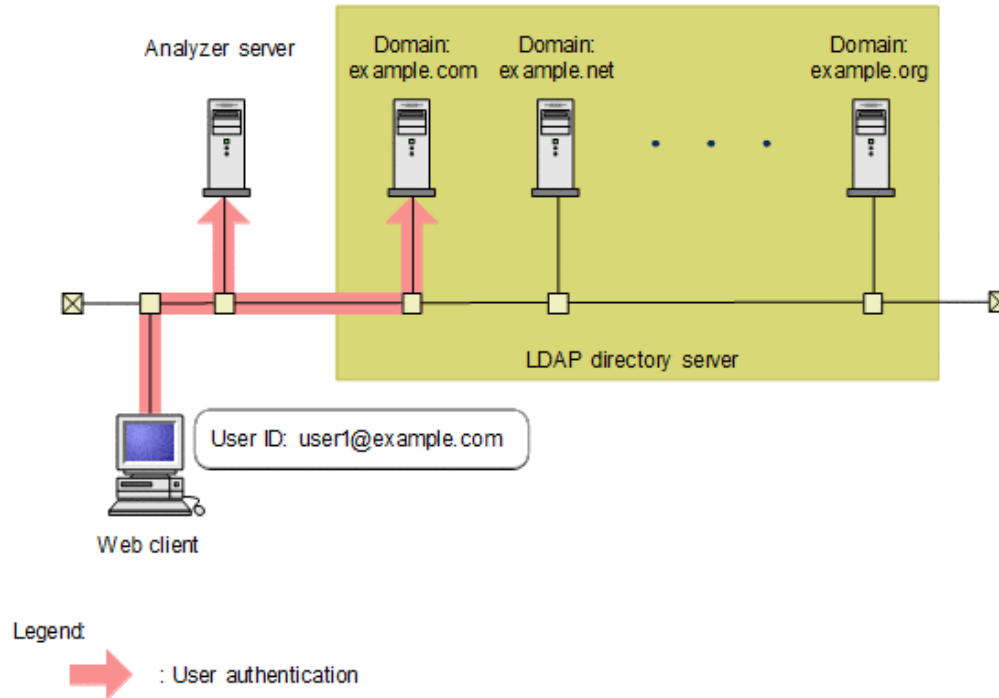 Analyzer server
Domain:
example.com
Domain:
example.net
Domain:
example.org
LDAP directory server
User ID: user1@example.com
Web client
Legend:
: User authentication